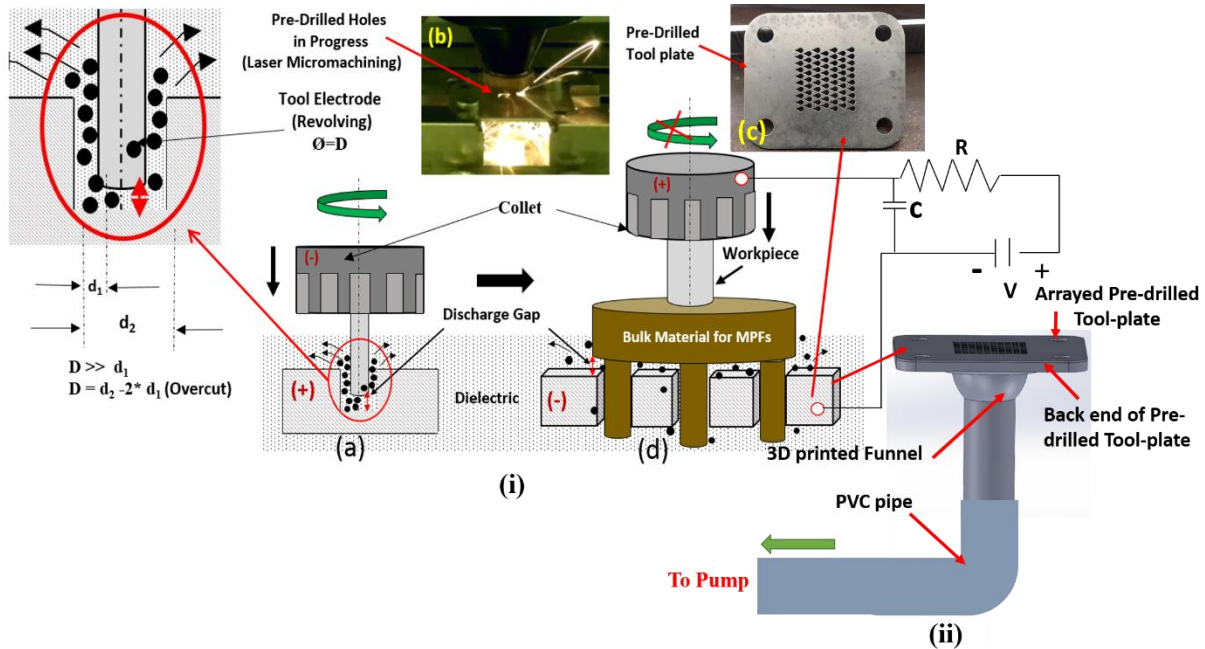 Pre-Drilled Holes
in Progress
(Laser Micromachining)
(b)
Pre-Drilled
Tool plate
(c)
Tool Electrode
(Revolving)
Ø=D
R
C
- V +
Collet
(-)
(+)
Workpiece
d₁
d₂
Discharge Gap
Bulk Material for MPFs
Arrayed Pre-drilled
Tool-plate
D >> d₁
D = d₂ -2* d₁ (Overcut)
(+)
Dielectric
(-)
(a)
(d)
Back end of Pre-
drilled Tool-plate
3D printed Funnel
(i)
PVC pipe
To Pump
(ii)